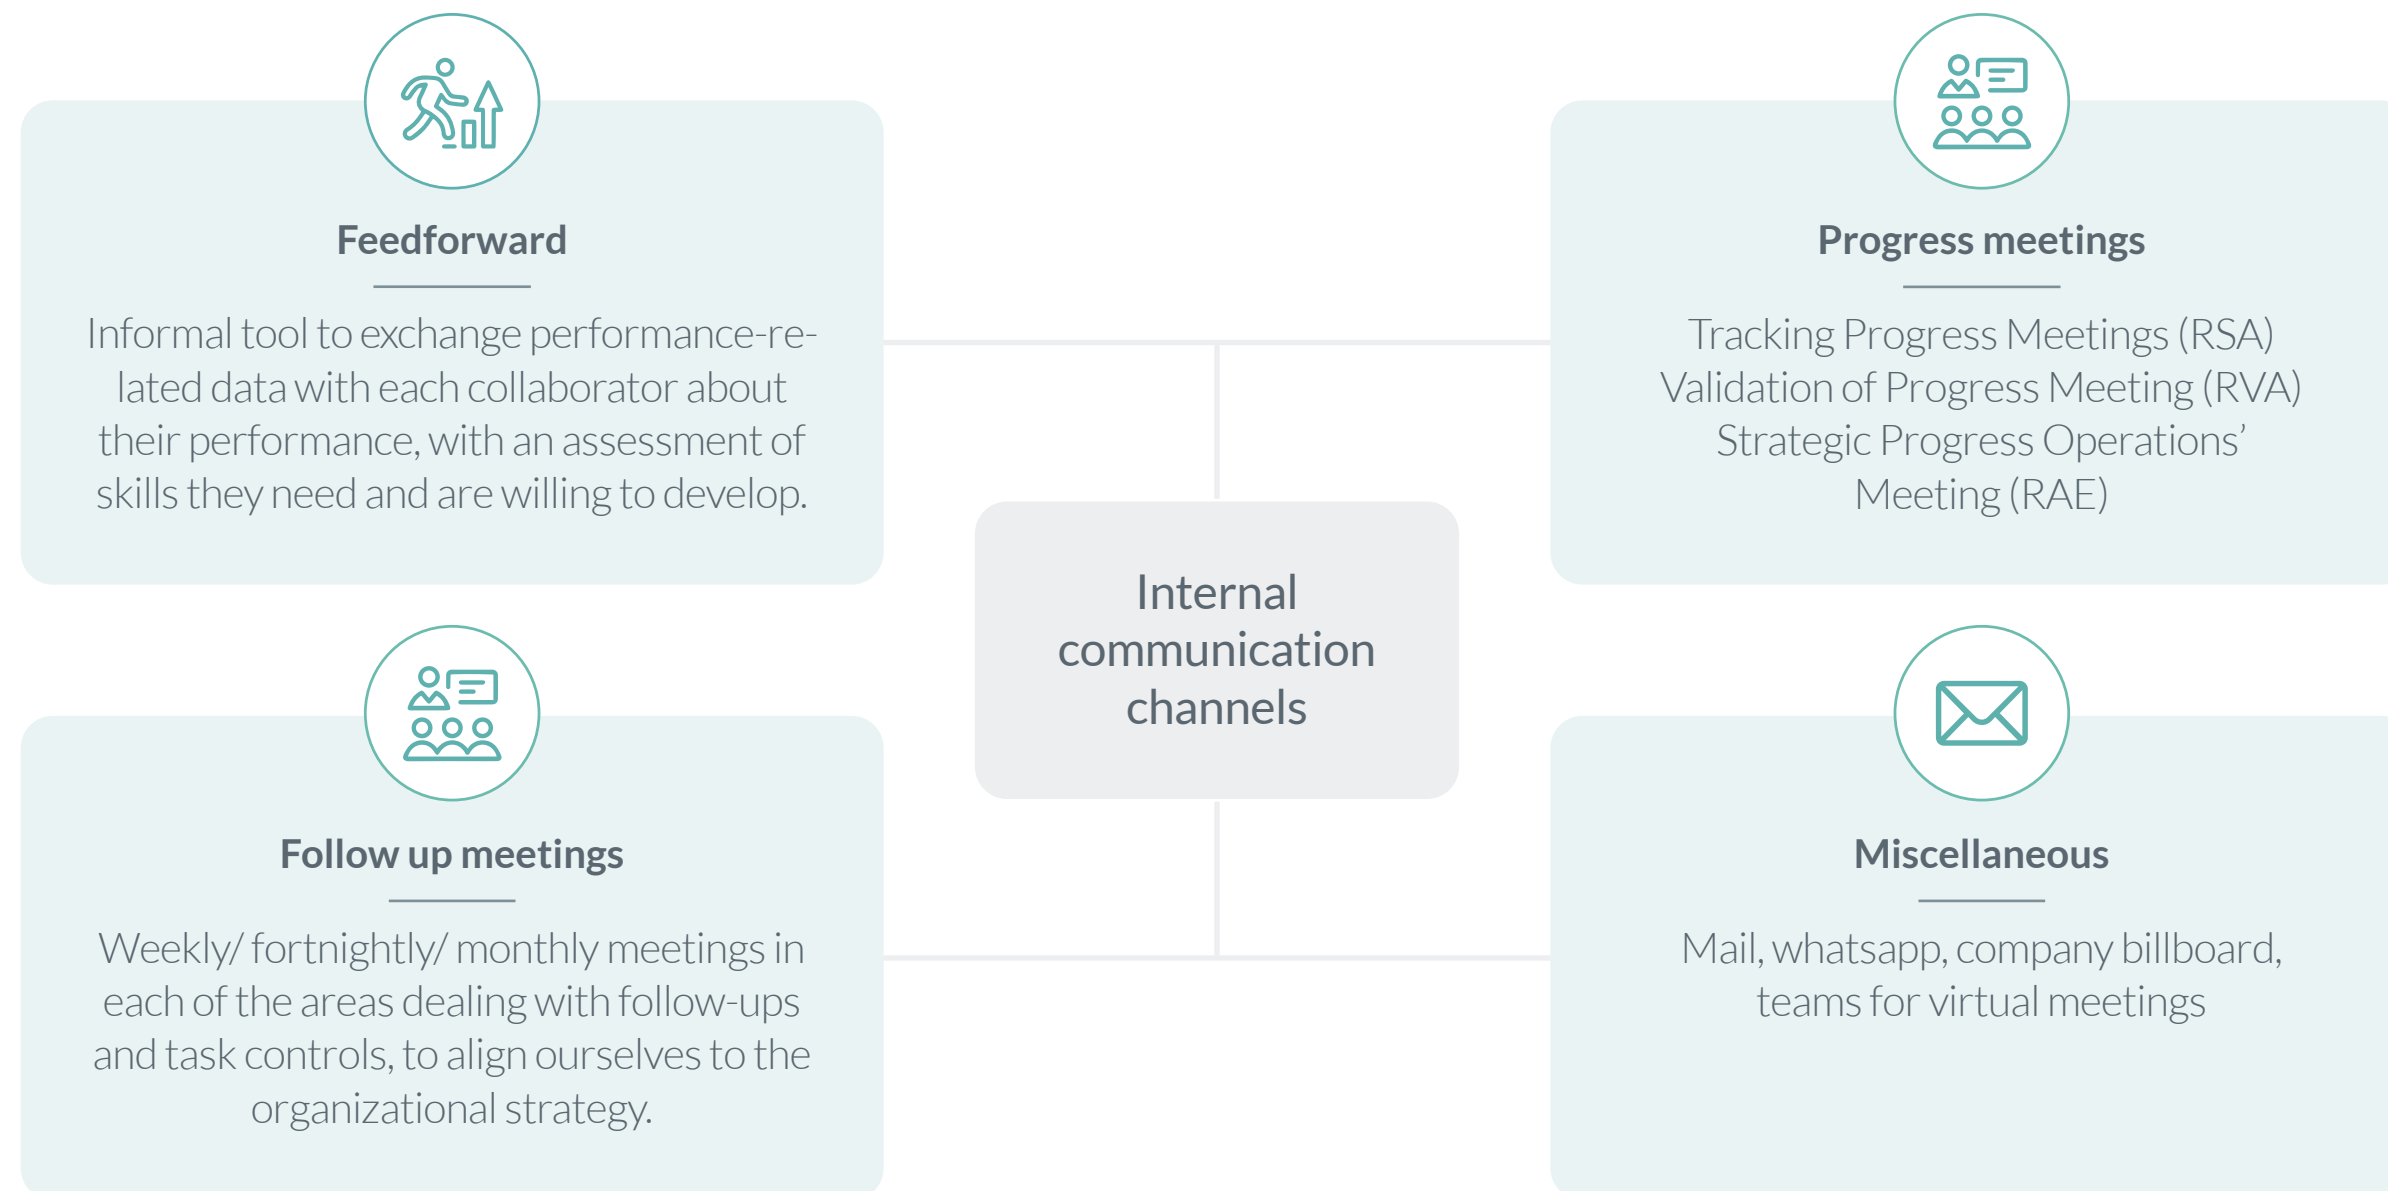 Feedforward
Informal tool to exchange performance-re-
lated data with each collaborator about
their performance, with an assessment of
skills they need and are willing to develop.
Progress meetings
Tracking Progress Meetings (RSA)
Validation of Progress Meeting (RVA)
Strategic Progress Operations’
Meeting (RAE)
Internal
communication
channels
Follow up meetings
Weekly/ fortnightly/ monthly meetings in
each of the areas dealing with follow-ups
and task controls, to align ourselves to the
organizational strategy.
Miscellaneous
Mail, whatsapp, company billboard,
teams for virtual meetings